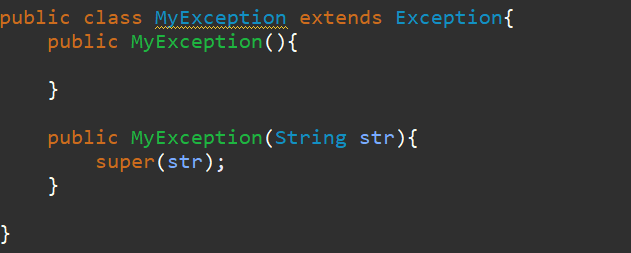 public class MyException extends Exception{
    public MyException(){

    }

    public MyException(String str){
        super(str);
    }

}